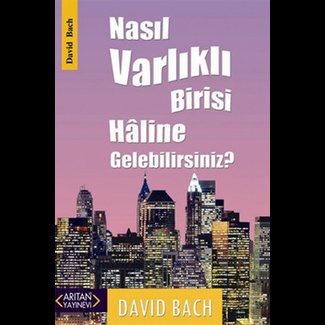 David Bach
Nasıl
Varlıklı
Birisi
Hâline
Gelebilirsiniz?
ARITAN
YAYINEVİ
DAVID BACH